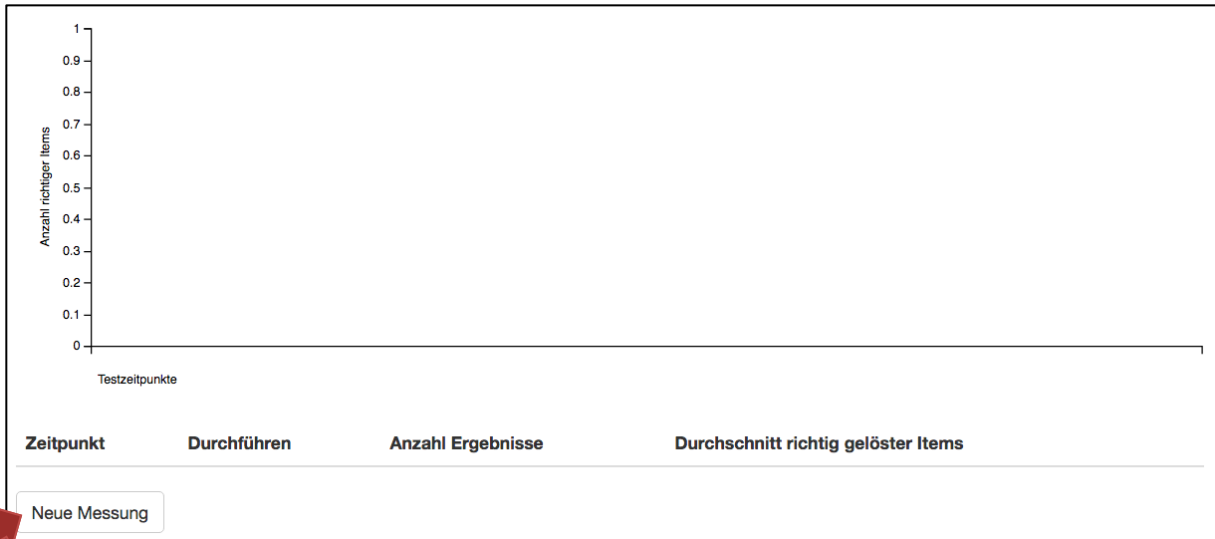 1
0.9
0.8
0.7
0.6
0.5
0.4
0.3
0.2
0.1
0
Anzahl richtiger Items
Testzeitpunkte
Zeitpunkt Durchführen Anzahl Ergebnisse Durchschnitt richtig gelöster Items
Neue Messung